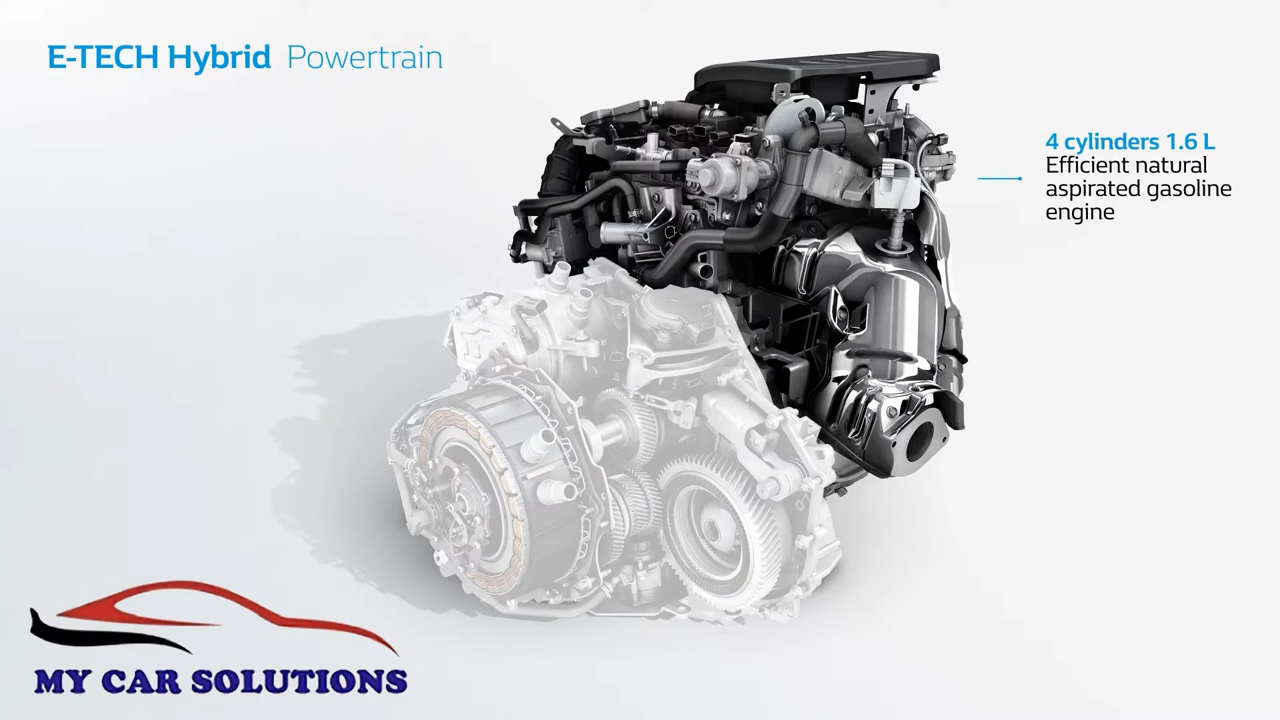 E-TECH Hybrid Powertrain
4 cylinders 1.6 L
Efficient natural
aspirated gasoline
engine
MY CAR SOLUTIONS